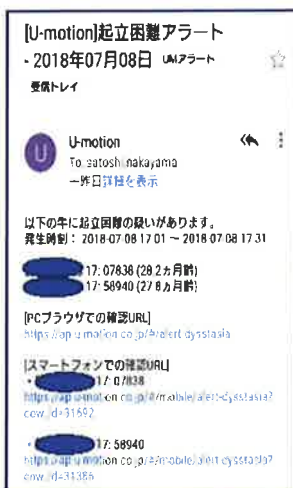 [U-motion]起立困難アラート
- 2018年07月08日 UMアラート
受信トレイ
U
U-motion
To satoshi.nakayama
一昨日 詳細を表示
以下の牛に起立困難の疑いがあります。
発生時刻： 2018-07-08 17:01 ~ 2018-07-08 17:31
17: 07838 (28.2ヵ月齢)
17: 58940 (27.8ヵ月齢)
[PCブラウザでの確認URL]
https://ap.u-motion.co.jp/#/alert-dysstasia
[スマートフォンでの確認URL]
17: 07838
https://ap.u-motion.co.jp/#/mobile/alert-dysstasia?
cow_id=31692
17: 58940
https://ap.u-motion.co.jp/#/mobile/alert-dysstasia?
cow_id=31386